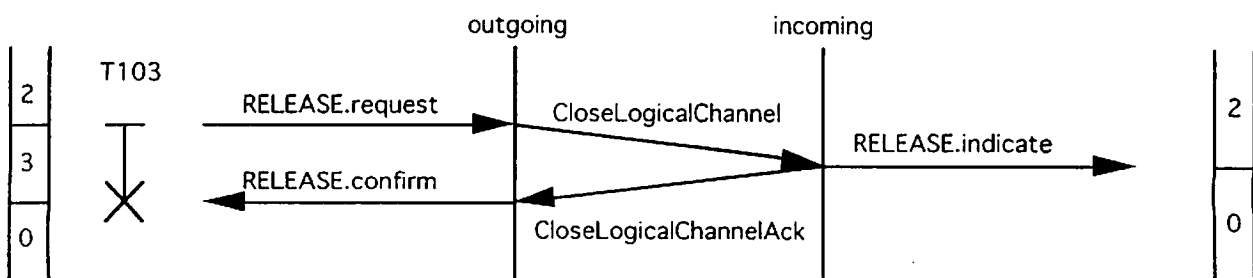 outgoing
incoming
T103
2
RELEASE.request
CloseLogicalChannel
2
RELEASE.indicate
3
RELEASE.confirm
CloseLogicalChannelAck
0
0